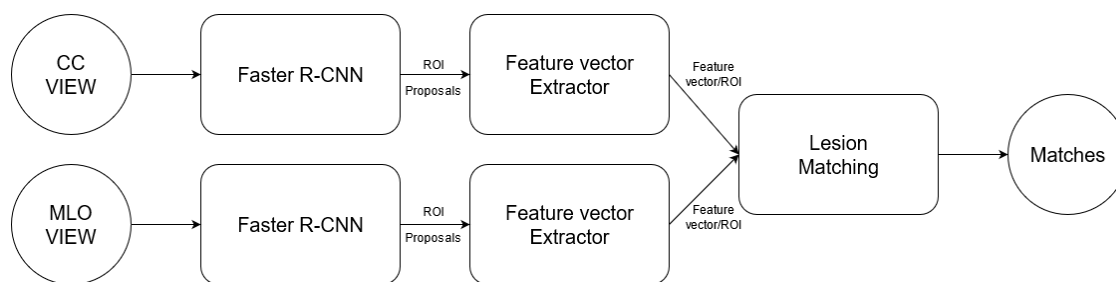 CC
VIEW
Faster R-CNN
ROI
Proposals
Feature vector
Extractor
Feature
vector/ROI
MLO
VIEW
Faster R-CNN
ROI
Proposals
Feature vector
Extractor
Feature
vector/ROI
Lesion
Matching
Matches